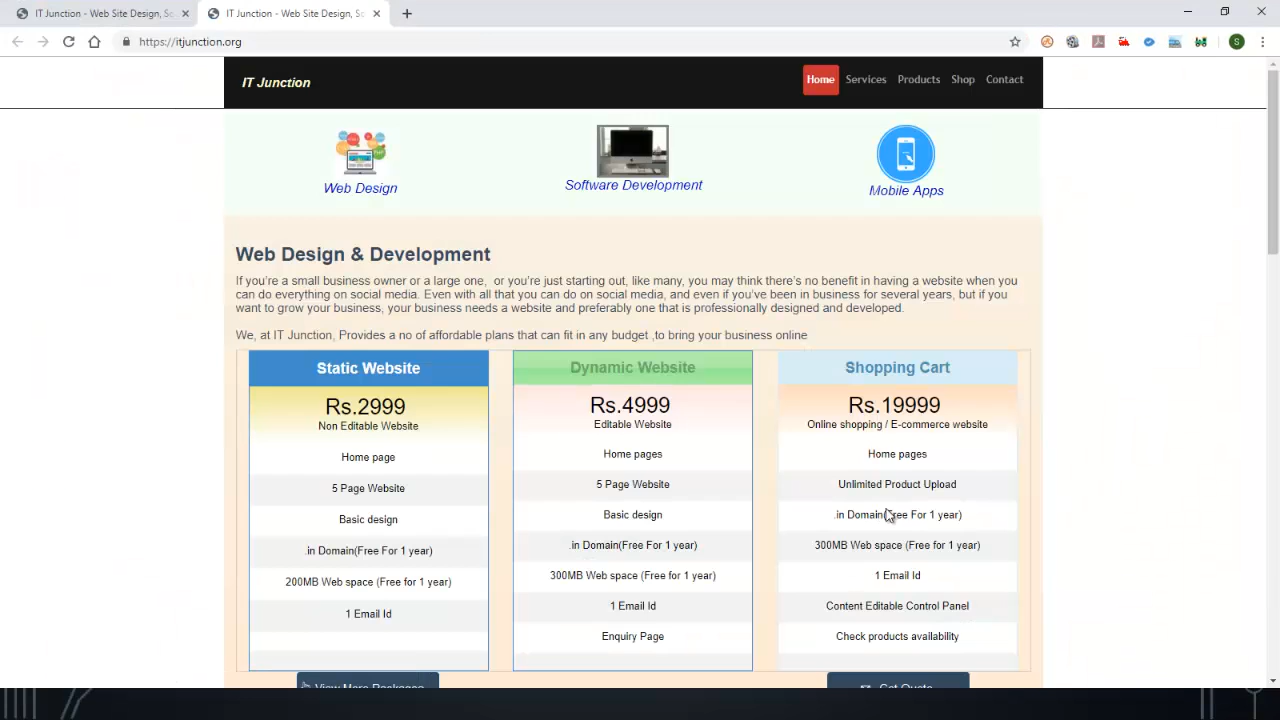 IT Junction - Web Site Design, So
IT Junction - Web Site Design, So
https://itjunction.org
S
IT Junction
Home Services Products Shop Contact
Web Design
Software Development
Mobile Apps
Web Design & Development
If you're a small business owner or a large one, or you're just starting out, like many, you may think there's no benefit in having a website when you
can do everything on social media. Even with all that you can do on social media, and even if you've been in business for several years, but if you
want to grow your business, your business needs a website and preferably one that is professionally designed and developed.
We, at IT Junction, Provides a no of affordable plans that can fit in any budget ,to bring your business online
Static Website
Rs.2999
Non Editable Website
Home page
5 Page Website
Basic design
.in Domain(Free For 1 year)
200MB Web space (Free for 1 year)
1 Email Id
Dynamic Website
Rs.4999
Editable Website
Home pages
5 Page Website
Basic design
.in Domain(Free For 1 year)
300MB Web space (Free for 1 year)
1 Email Id
Enquiry Page
Shopping Cart
Rs.19999
Online shopping / E-commerce website
Home pages
Unlimited Product Upload
.in Domain(Free For 1 year)
300MB Web space (Free for 1 year)
1 Email Id
Content Editable Control Panel
Check products availability
View More Packages
Get Quote